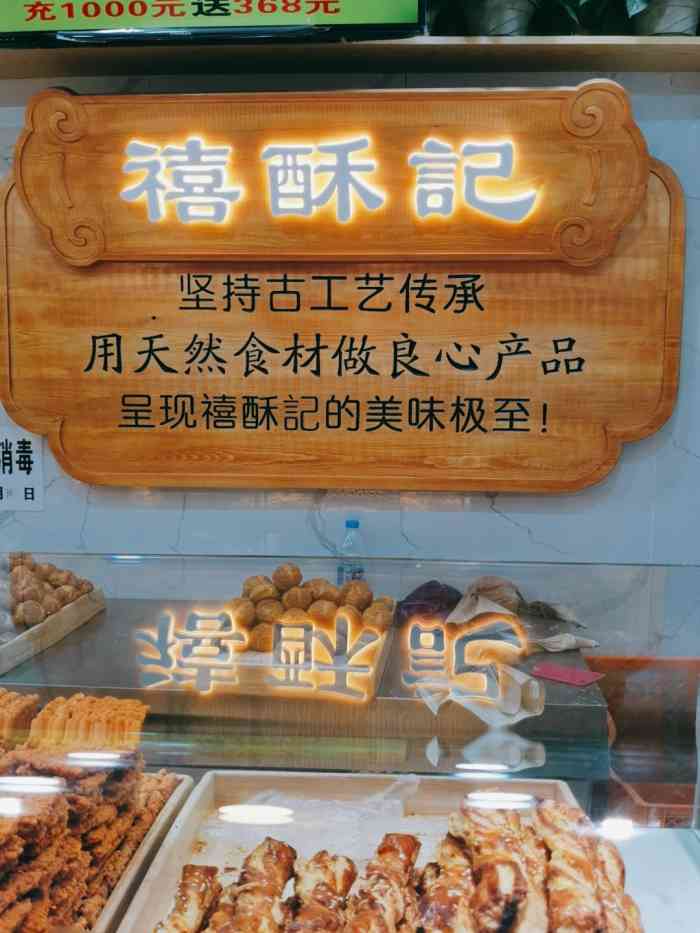 充1000元送368元
禧酥記
坚持古工艺传承
用天然食材做良心产品
呈现禧酥記的美味极至！
消毒
月 日